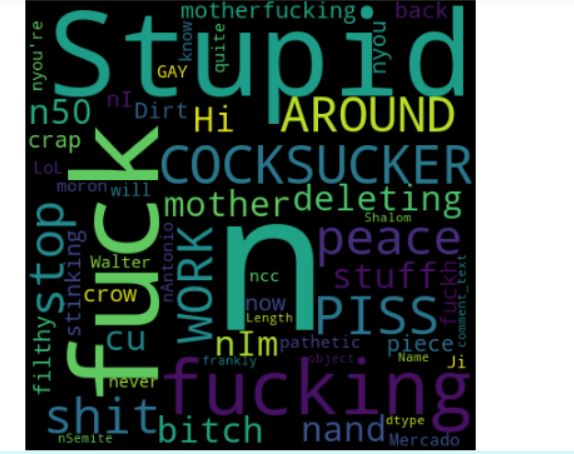 motherfucking back
nyou're Stupid know quite nyou
GAY
n50 nI Dirt Hi AROUND
crap
fuck COCKSUCKER
LoL
moron will
mother deleting
Shalom
stop stinking nAntonio WORK n peace
Walter
ncc stuff fuckh comment_text
crow now PISS
Length
cu nIm pathetic piece
filthy frankly object Name Ji
never fucking
shit bitch nand dtype
nSemite Mercado